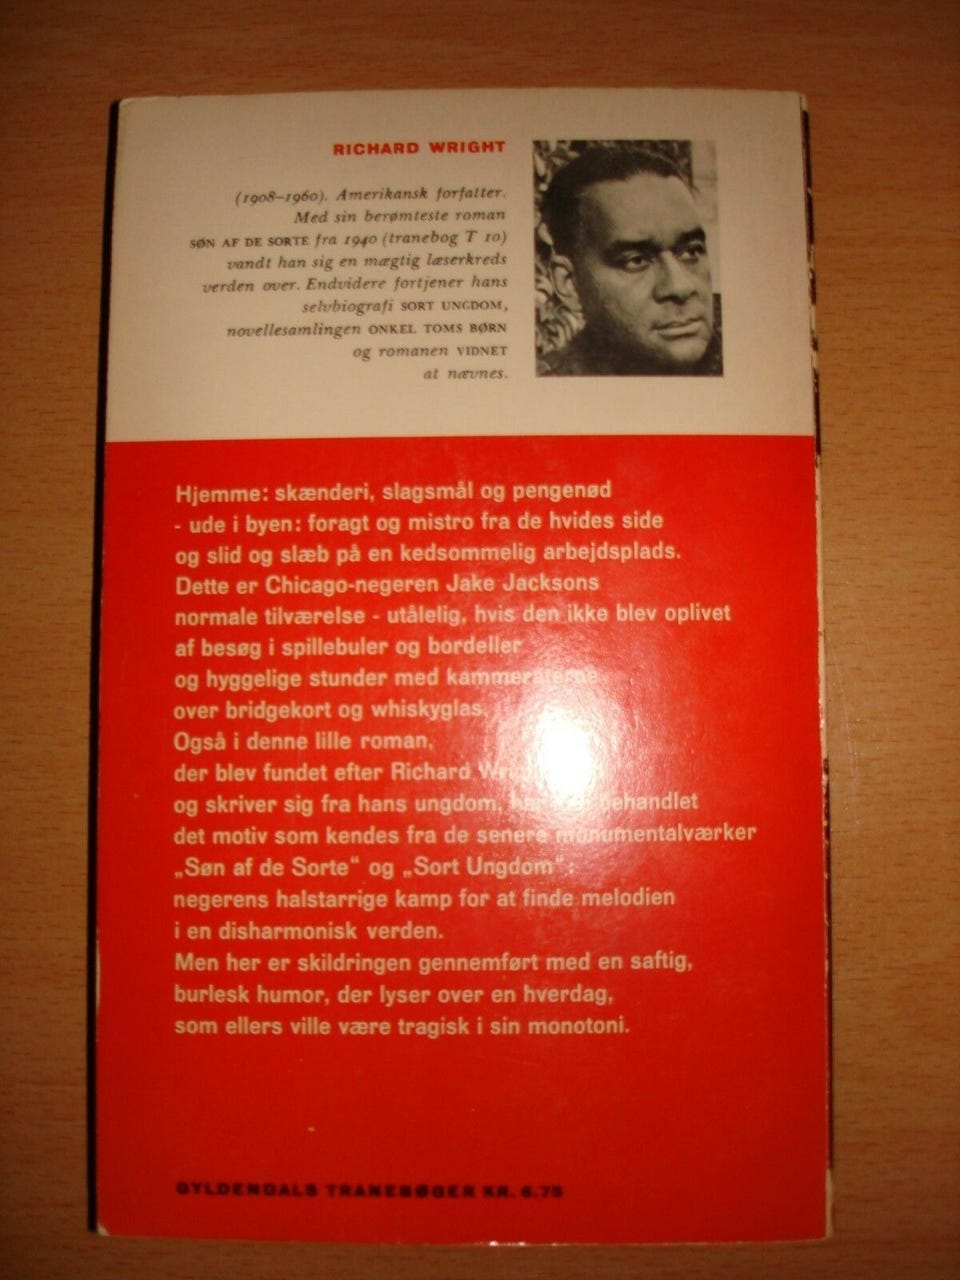 RICHARD WRIGHT
(1908–1960). Amerikansk forfatter.
Med sin berømteste roman
SØN AF DE SORTE fra 1940 (tranebog T 10)
vandt han sig en mægtig læserkreds
verden over. Endvidere fortjener hans
selvbiografi SORT UNGDOM,
novellesamlingen ONKEL TOMS BØRN
og romanen VIDNET
at nævnes.
Hjemme: skænderi, slagsmål og pengenød
- ude i byen: foragt og mistro fra de hvides side
og slid og slæb på en kedsommelig arbejdsplads.
Dette er Chicago-negeren Jake Jacksons
normale tilværelse - utålelig, hvis den ikke blev oplivet
af besøg i spillebuler og bordeller
og hyggelige stunder med kammeraterne
over bridgekort og whiskyglas.
Også i denne lille roman,
der blev fundet efter Richard
og skriver sig fra hans ungdom, har behandlet
det motiv som kendes fra de senere monumentalværker
„Søn af de Sorte“ og „Sort Ungdom“:
negerens halstarrige kamp for at finde melodien
i en disharmonisk verden.
Men her er skildringen gennemført med en saftig,
burlesk humor, der lyser over en hverdag,
som ellers ville være tragisk i sin monotoni.
GYLDENDALS TRANEBØGER KR. 6.75